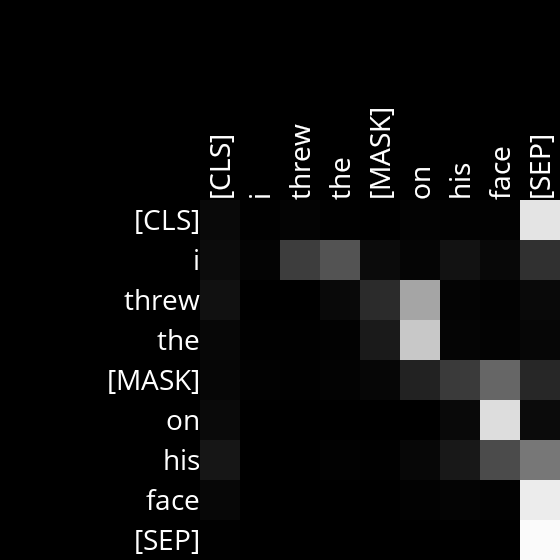 [CLS] i threw the [MASK] on his face [SEP]
[CLS]
i
threw
the
[MASK]
on
his
face
[SEP]